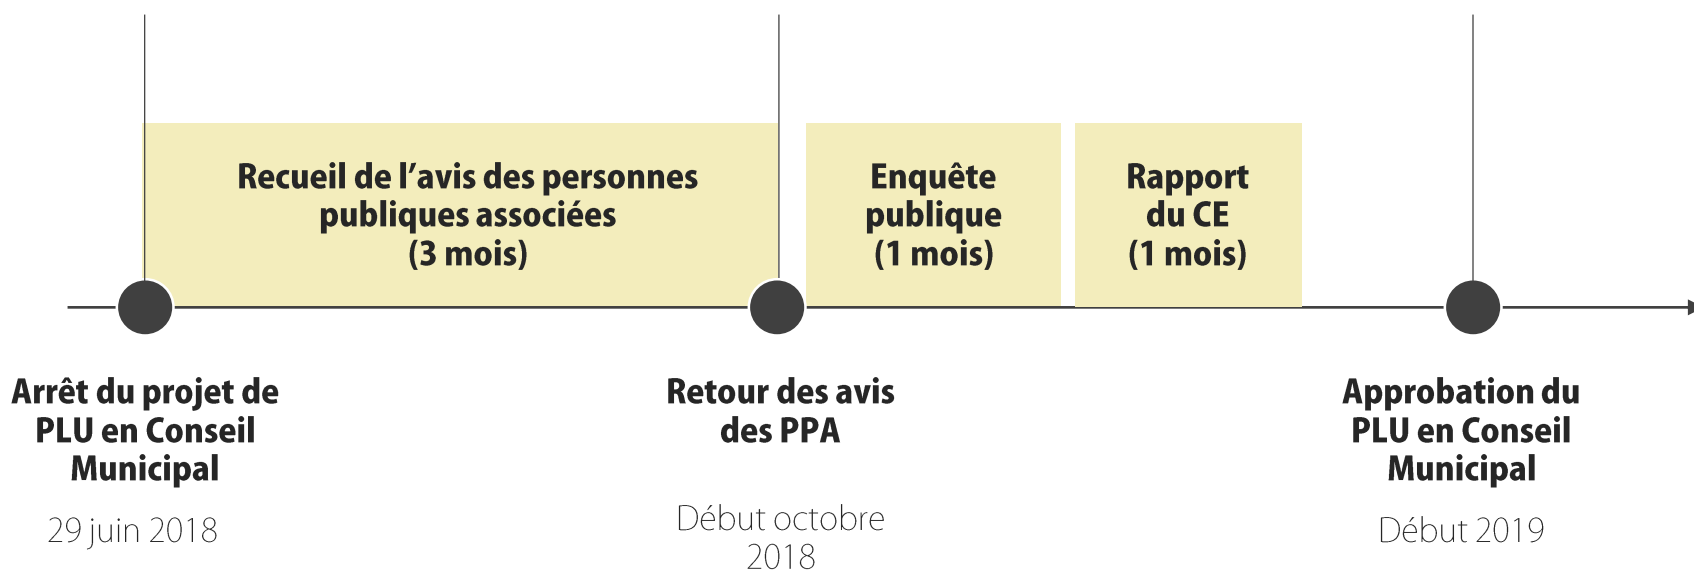 Recueil de l’avis des personnes
publiques associées
(3 mois)
Enquête
publique
(1 mois)
Rapport
du CE
(1 mois)
Arrêt du projet de
PLU en Conseil
Municipal
29 juin 2018
Retour des avis
des PPA
Début octobre
2018
Approbation du
PLU en Conseil
Municipal
Début 2019